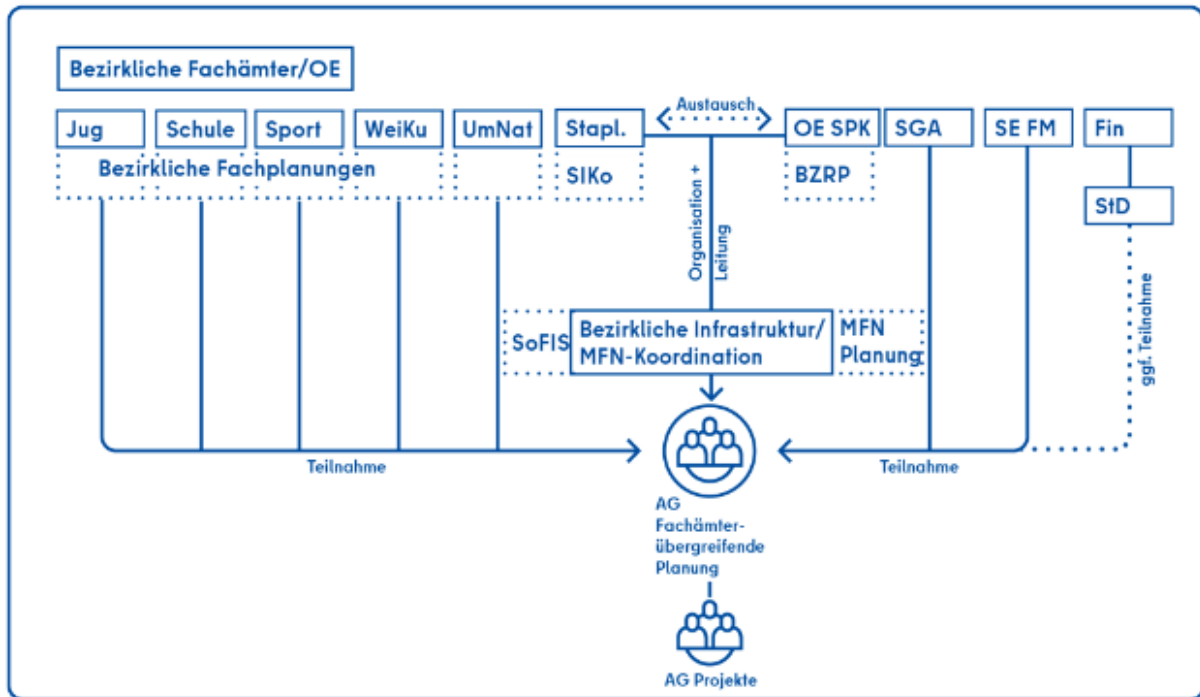 Bezirkliche Fachämter/OE
Austausch
Jug
Schule
Sport
WeiKu
UmNat
Stapl.
OE SPK
SGA
SE FM
Fin
Bezirkliche Fachplanungen
SIKo
BZRP
StD
Organisation +
Leitung
SoFIS
Bezirkliche Infrastruktur/
MFN-Koordination
MFN
Planung
ggf. Teilnahme
Teilnahme
Teilnahme
AG
Fachämter-
übergreifende
Planung
AG Projekte